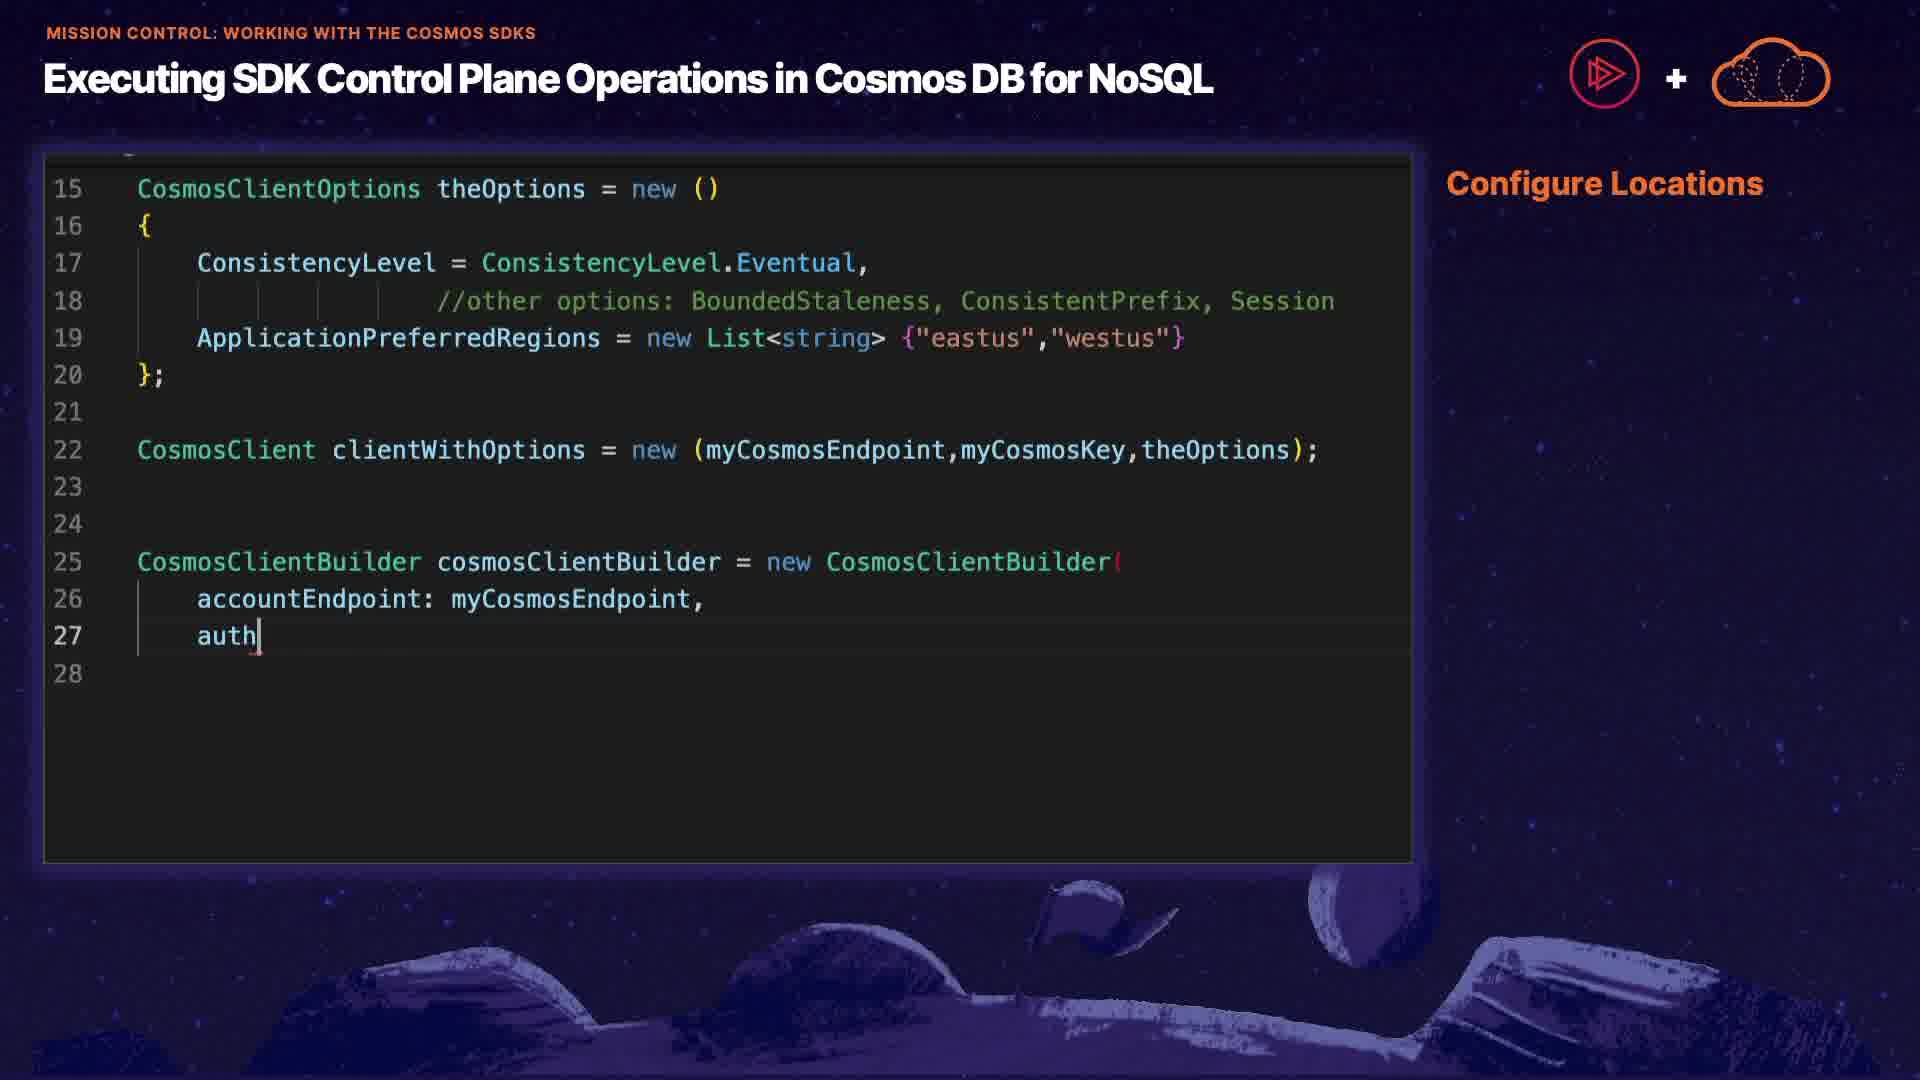 MISSION CONTROL: WORKING WITH THE COSMOS SDKS
Executing SDK Control Plane Operations in Cosmos DB for NoSQL
+
Configure Locations
15 CosmosClientOptions theOptions = new ()
16 {
17 ConsistencyLevel = ConsistencyLevel.Eventual,
18 //other options: BoundedStaleness, ConsistentPrefix, Session
19 ApplicationPreferredRegions = new List<string> {"eastus","westus"}
20 };
21
22 CosmosClient clientWithOptions = new (myCosmosEndpoint,myCosmosKey,theOptions);
23
24
25 CosmosClientBuilder cosmosClientBuilder = new CosmosClientBuilder(
26 accountEndpoint: myCosmosEndpoint,
27 auth
28